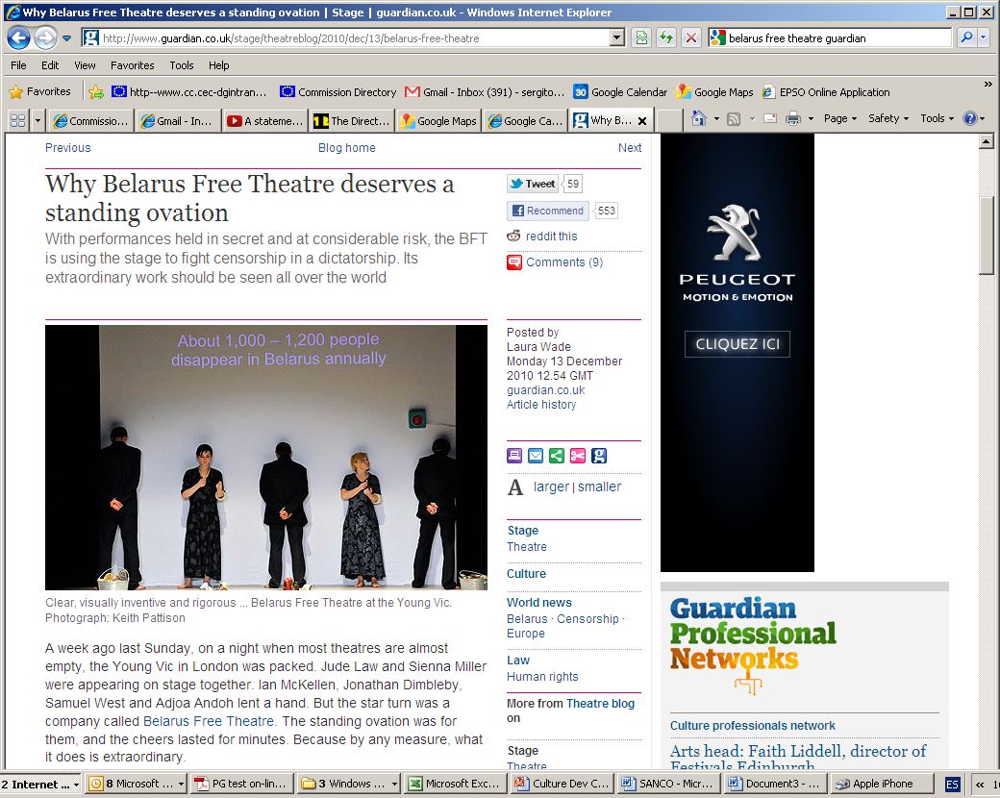 Why Belarus Free Theatre deserves a standing ovation | Stage | guardian.co.uk - Windows Internet Explorer
http://www.guardian.co.uk/stage/theatreblog/2010/dec/13/belarus-free-theatre
belarus free theatre guardian
File Edit View Favorites Tools Help
Favorites
http--www.cc.cec-dgintran...
Commission Directory
Gmail - Inbox (391) - sergito...
30 Google Calendar
Google Maps
EPSO Online Application
Commissio...
Gmail - In...
A stateme...
The Direct...
Google Maps
Google Ca...
Why B...
Page
Safety
Tools
Previous
Blog home
Next
Why Belarus Free Theatre deserves a
standing ovation
With performances held in secret and at considerable risk, the BFT
is using the stage to fight censorship in a dictatorship. Its
extraordinary work should be seen all over the world
Tweet 59
Recommend 553
reddit this
Comments (9)
About 1,000 – 1,200 people
disappear in Belarus annually
Clear, visually inventive and rigorous ... Belarus Free Theatre at the Young Vic.
Photograph: Keith Pattison
A week ago last Sunday, on a night when most theatres are almost
empty, the Young Vic in London was packed. Jude Law and Sienna Miller
were appearing on stage together. Ian McKellen, Jonathan Dimbleby,
Samuel West and Adjoa Andoh lent a hand. But the star turn was a
company called Belarus Free Theatre. The standing ovation was for
them, and the cheers lasted for minutes. Because by any measure, what
it does is extraordinary.
Posted by
Laura Wade
Monday 13 December
2010 12.54 GMT
guardian.co.uk
Article history
A larger | smaller
Stage
Theatre
Culture
World news
Belarus · Censorship ·
Europe
Law
Human rights
More from Theatre blog
on
Stage
Theatre
PEUGEOT
MOTION & EMOTION
CLIQUEZ ICI
Guardian
Professional
Networks
Culture professionals network
Arts head: Faith Liddell, director of
Festivals Edinburgh
2 Internet ...
8 Microsoft ...
PG test on-lin...
3 Windows ...
Microsoft Exc...
Culture Dev C...
SANCO - Micr...
Document3 - ...
Apple iPhone
ES